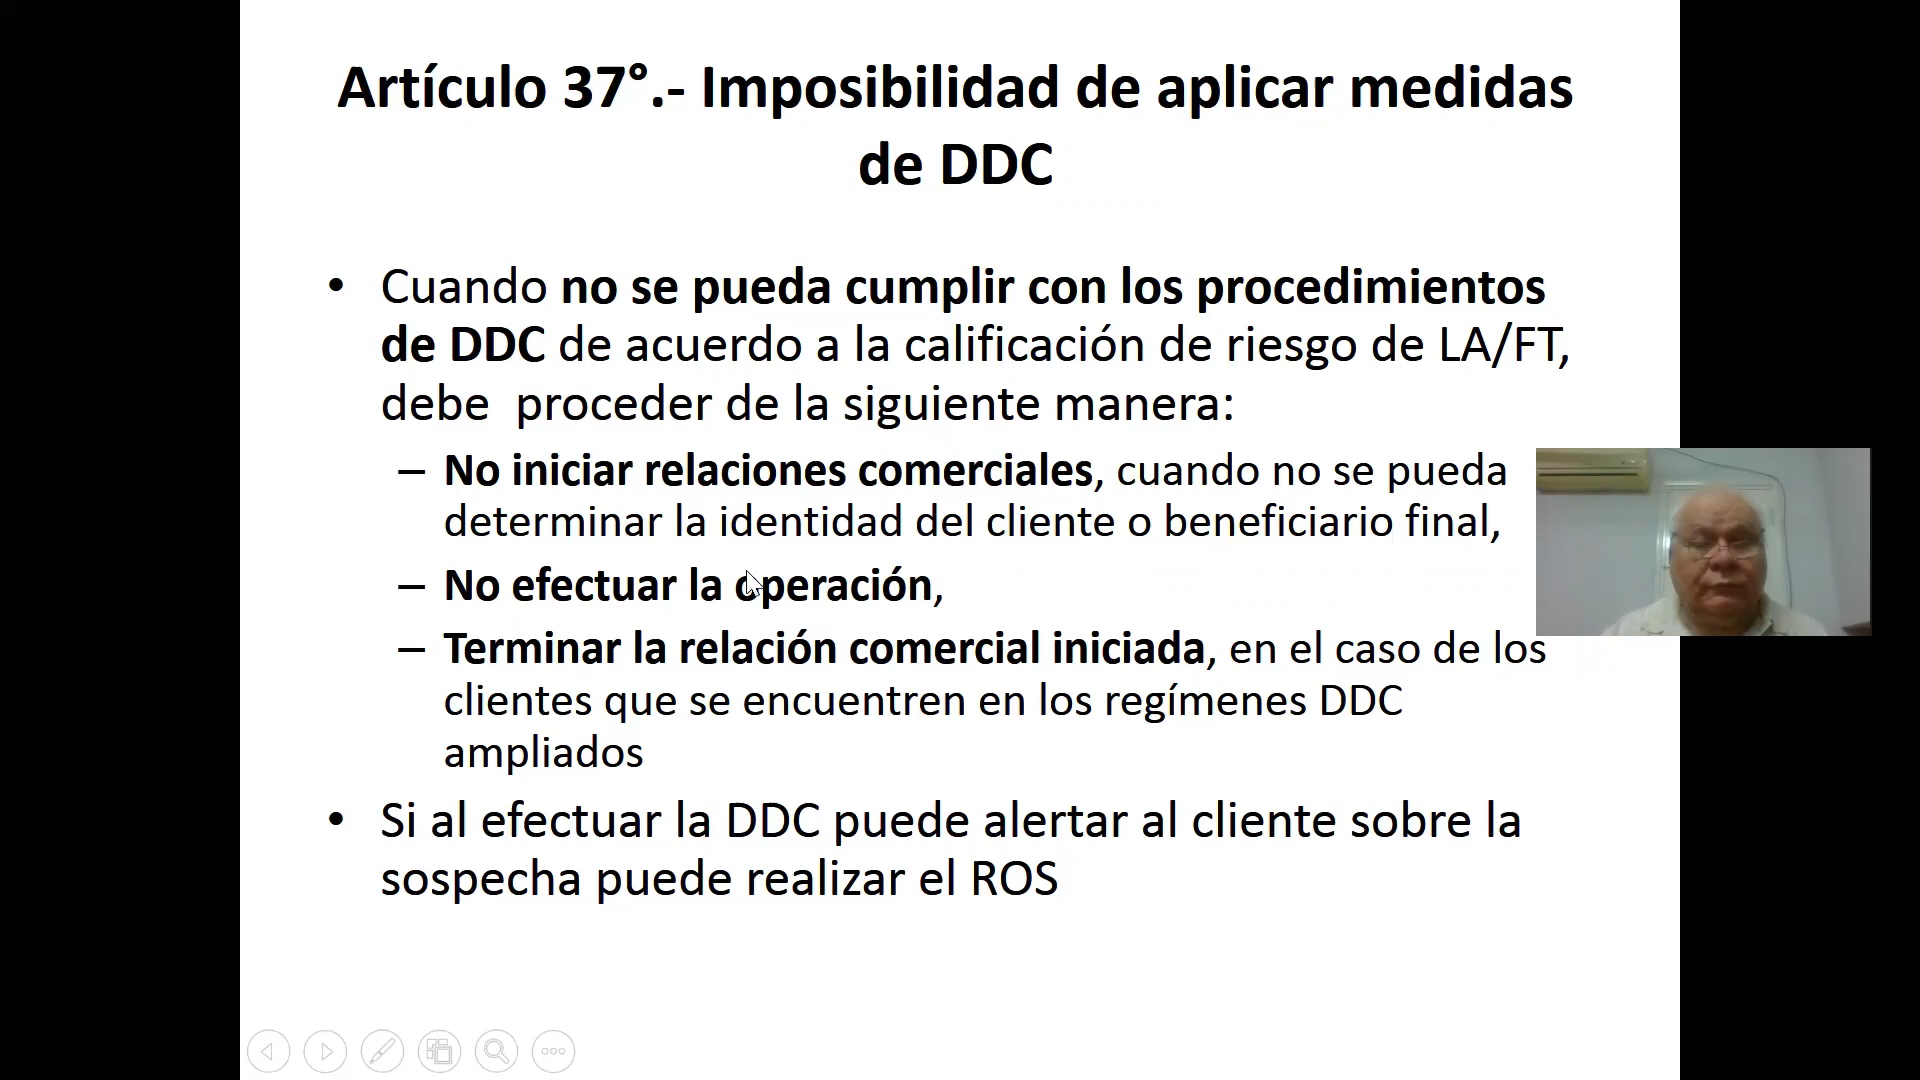 Artículo 37°.- Imposibilidad de aplicar medidas
de DDC
• Cuando no se pueda cumplir con los procedimientos
de DDC de acuerdo a la calificación de riesgo de LA/FT,
debe proceder de la siguiente manera:
– No iniciar relaciones comerciales, cuando no se pueda
determinar la identidad del cliente o beneficiario final,
– No efectuar la operación,
– Terminar la relación comercial iniciada, en el caso de los
clientes que se encuentren en los regímenes DDC
ampliados
• Si al efectuar la DDC puede alertar al cliente sobre la
sospecha puede realizar el ROS